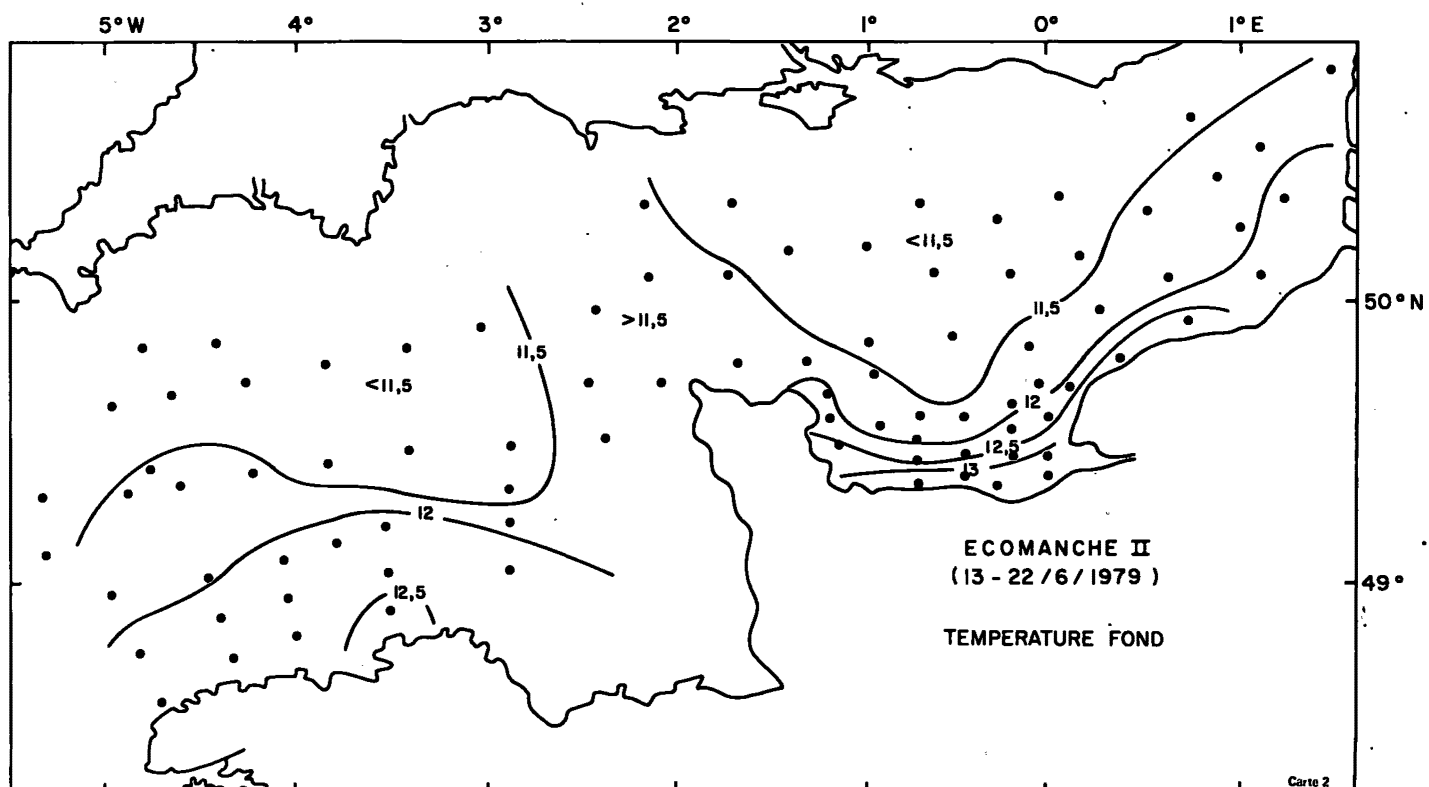 5° W 4° 3° 2° 1° 0° 1° E
<11,5
50° N
11,5
>11,5
11,5
<11,5
12
12,5
13
12
ECOMANCHE II
(13 - 22 /6/ 1979 )
49°
12,5
TEMPERATURE FOND
Carte 2